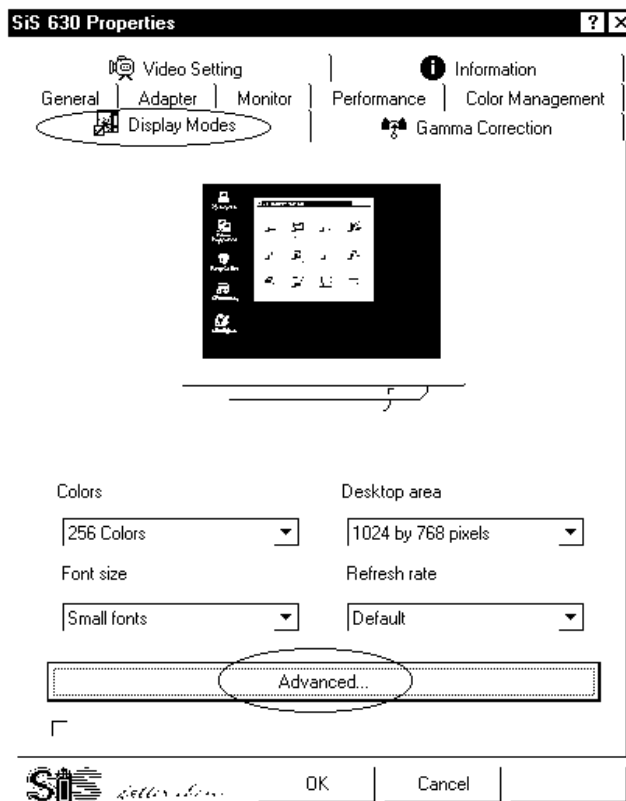 SiS 630 Properties
Video Setting
Information
General
Adapter
Monitor
Performance
Color Management
Display Modes
Gamma Correction
Colors
Desktop area
256 Colors
1024 by 768 pixels
Font size
Refresh rate
Small fonts
Default
Advanced...
SiS
OK
Cancel